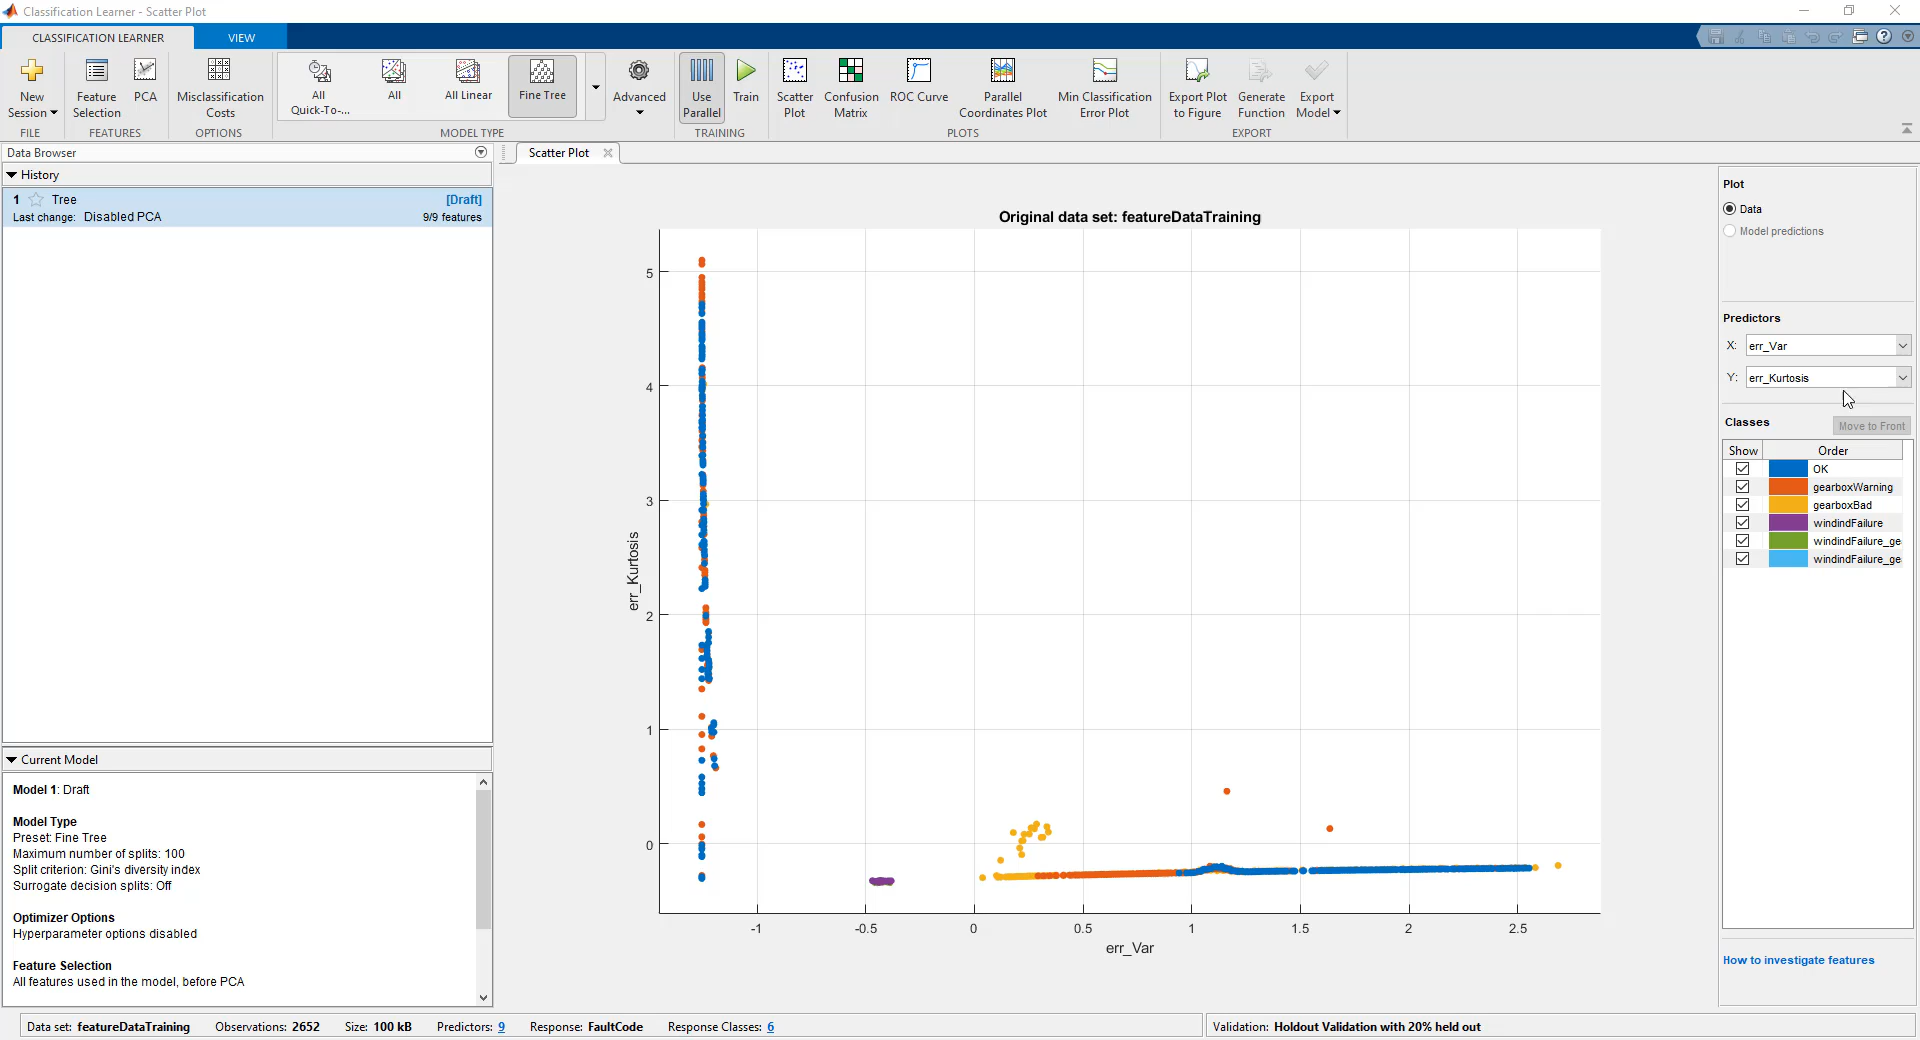 Classification Learner - Scatter Plot
CLASSIFICATION LEARNER
VIEW
New Session
Feature Selection
PCA
Misclassification Costs
All Quick-To-...
All
All Linear
Fine Tree
Advanced
Use Parallel
Train
Scatter Plot
Confusion Matrix
ROC Curve
Parallel Coordinates Plot
Min Classification Error Plot
Export Plot to Figure
Generate Function
Export Model
FILE
FEATURES
OPTIONS
MODEL TYPE
TRAINING
PLOTS
EXPORT
Data Browser
History
1 Tree [Draft]
Last change: Disabled PCA 9/9 features
Current Model
Model 1: Draft
Model Type
Preset: Fine Tree
Maximum number of splits: 100
Split criterion: Gini's diversity index
Surrogate decision splits: Off
Optimizer Options
Hyperparameter options disabled
Feature Selection
All features used in the model, before PCA
Scatter Plot
Original data set: featureDataTraining
5
4
3
2
1
0
err_Kurtosis
-1
-0.5
0
0.5
1
1.5
2
2.5
err_Var
Plot
Data
Model predictions
Predictors
X: err_Var
Y: err_Kurtosis
Classes
Move to Front
Show Order
OK
gearboxWarning
gearboxBad
windindFailure
windindFailure_ge
windindFailure_ge
How to investigate features
Data set: featureDataTraining Observations: 2652 Size: 100 kB Predictors: 9 Response: FaultCode Response Classes: 6
Validation: Holdout Validation with 20% held out